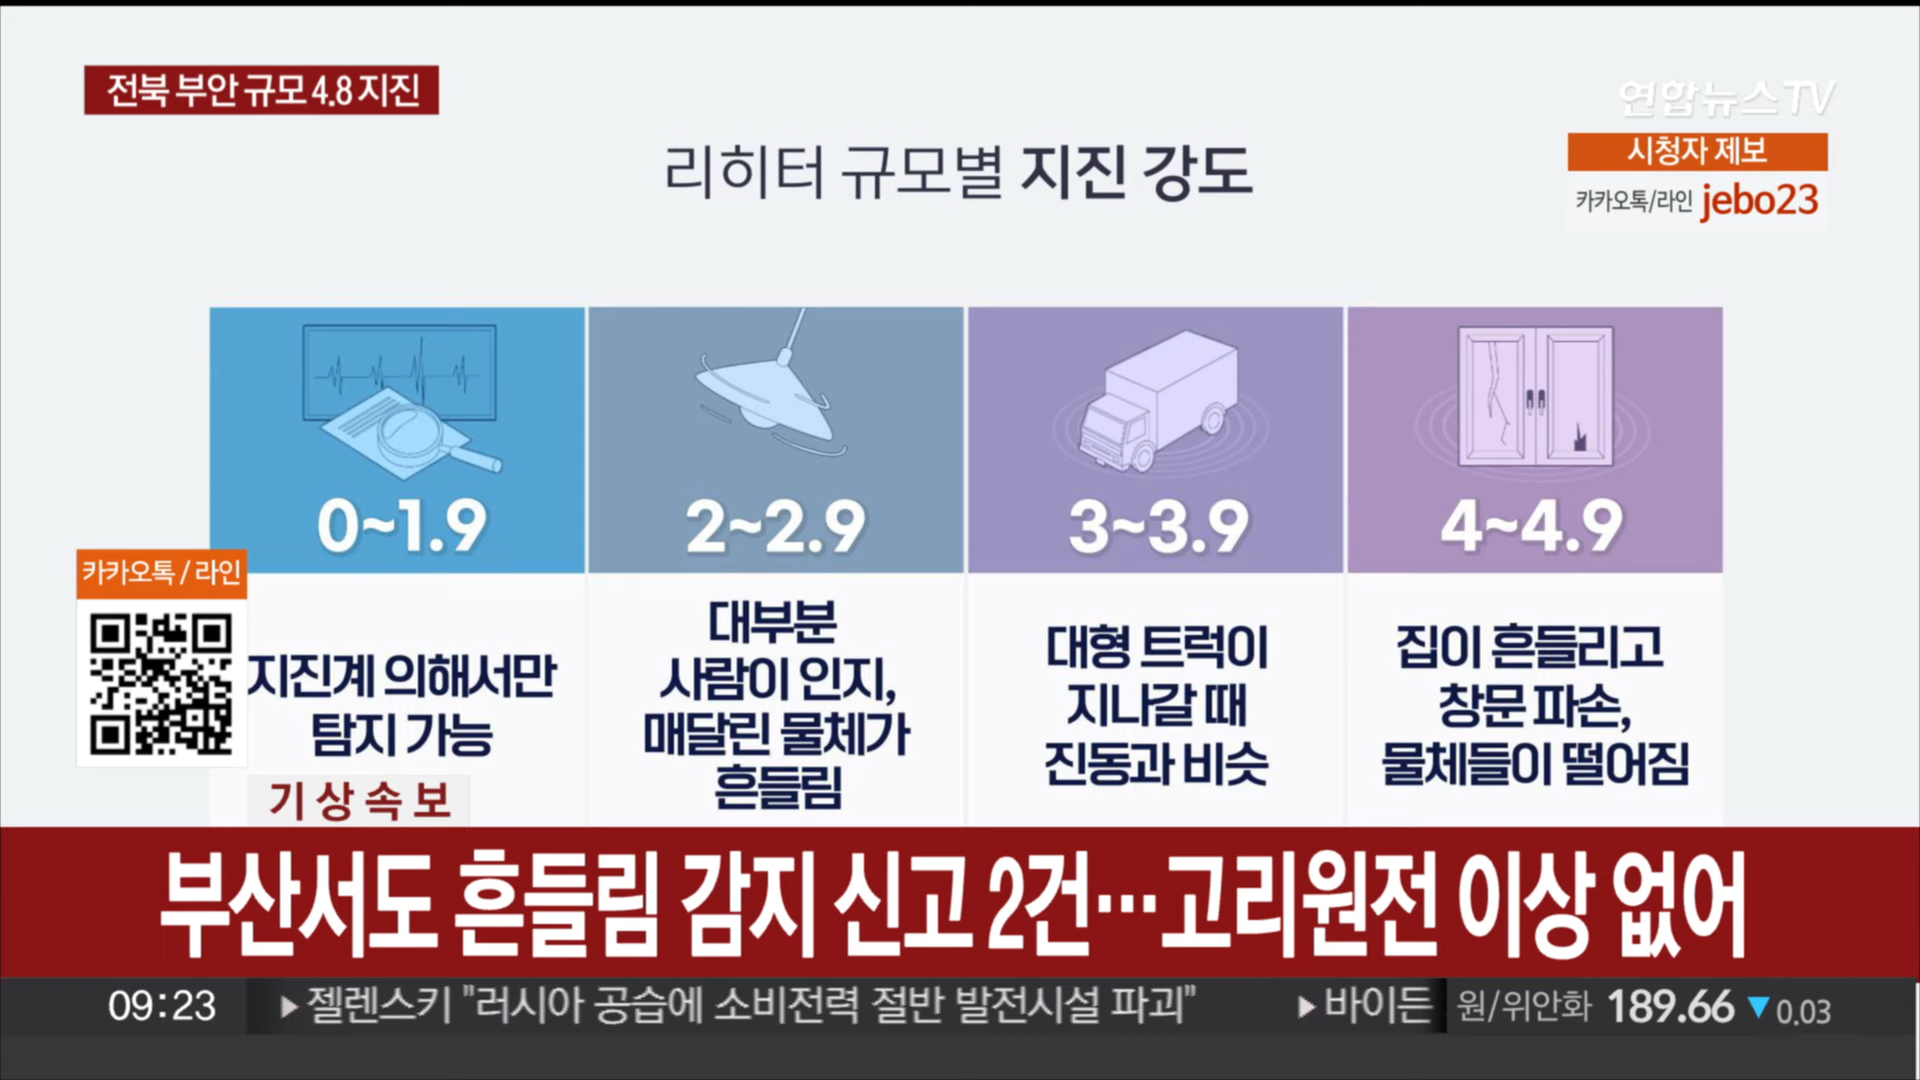 전북 부안 규모 4.8 지진
연합뉴스TV
시청자 제보
카카오톡/라인 jebo23
리히터 규모별 지진 강도
0~1.9
지진계 의해서만
탐지 가능
2~2.9
대부분
사람이 인지,
매달린 물체가
흔들림
3~3.9
대형 트럭이
지나갈 때
진동과 비슷
4~4.9
집이 흔들리고
창문 파손,
물체들이 떨어짐
카카오톡 / 라인
기상속보
부산서도 흔들림 감지 신고 2건…고리원전 이상 없어
09:23
▶젤렌스키 "러시아 공습에 소비전력 절반 발전시설 파괴"
▶바이든
원/위안화 189.66 ▼0.03